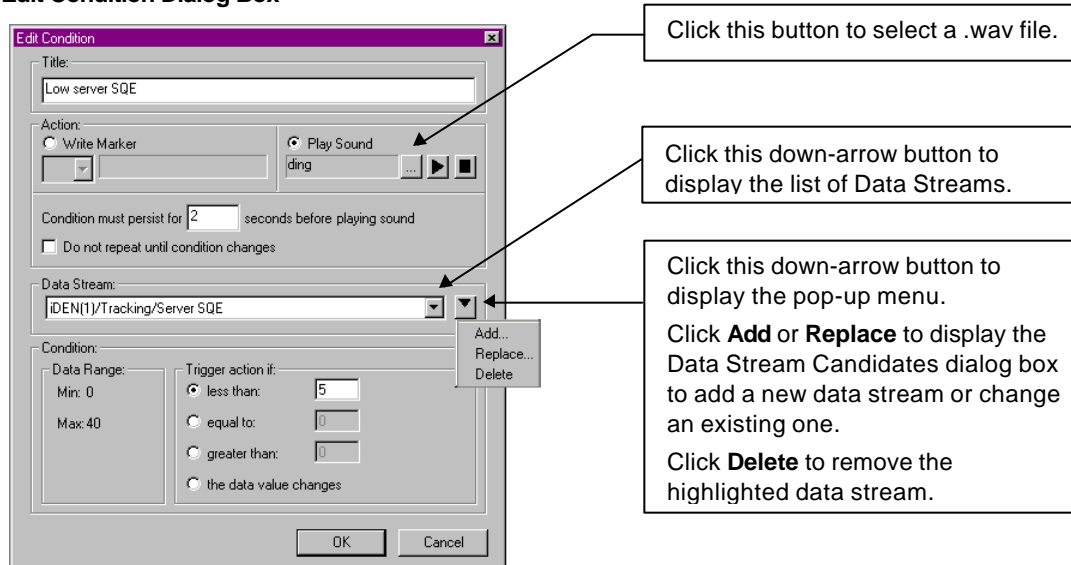 Edit Condition Dialog Box
Edit Condition
Title:
Low server SQE
Action:
Write Marker
Play Sound
ding
...
Condition must persist for 2 seconds before playing sound
Do not repeat until condition changes
Data Stream:
iDEN(1)/Tracking/Server SQE
Add...
Replace...
Delete
Condition:
Data Range:
Min: 0
Max: 40
Trigger action if:
less than: 5
equal to: 0
greater than: 0
the data value changes
OK
Cancel
Click this button to select a .wav file.
Click this down-arrow button to
display the list of Data Streams.
Click this down-arrow button to
display the pop-up menu.
Click Add or Replace to display the
Data Stream Candidates dialog box
to add a new data stream or change
an existing one.
Click Delete to remove the
highlighted data stream.